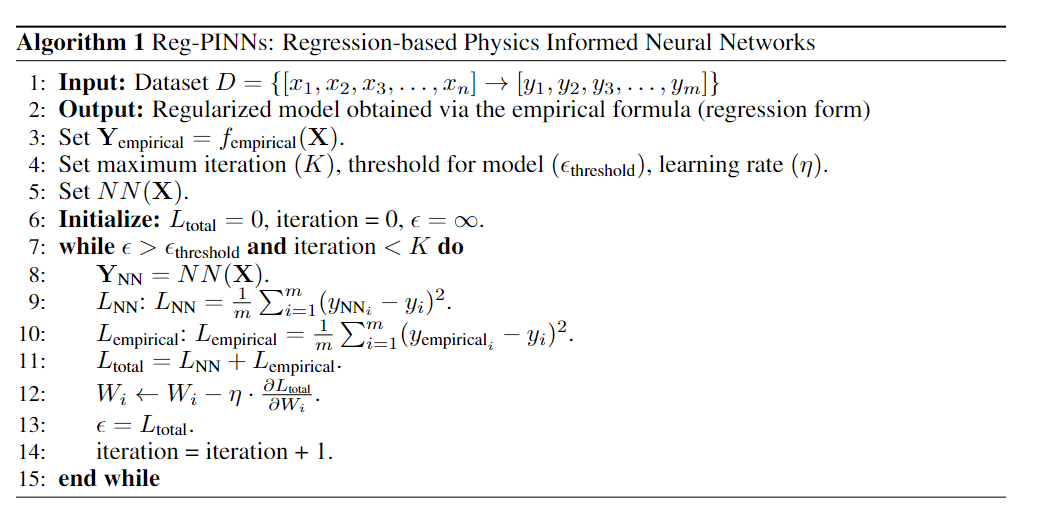 Algorithm 1 Reg-PINNs: Regression-based Physics Informed Neural Networks
1: Input: Dataset $D = \{[x_1, x_2, x_3, \ldots, x_n] \rightarrow [y_1, y_2, y_3, \ldots, y_m]\}$
2: Output: Regularized model obtained via the empirical formula (regression form)
3: Set $\mathbf{Y}_{\text{empirical}} = f_{\text{empirical}}(\mathbf{X})$.
4: Set maximum iteration $(K)$, threshold for model $(\epsilon_{\text{threshold}})$, learning rate $(\eta)$.
5: Set $NN(\mathbf{X})$.
6: Initialize: $L_{\text{total}} = 0$, iteration = 0, $\epsilon = \infty$.
7: while $\epsilon > \epsilon_{\text{threshold}}$ and iteration $< K$ do
8: $\mathbf{Y}_{\text{NN}} = NN(\mathbf{X})$.
9: $L_{\text{NN}}$: $L_{\text{NN}} = \frac{1}{m} \sum_{i=1}^{m} (y_{\text{NN}_i} - y_i)^2$.
10: $L_{\text{empirical}}$: $L_{\text{empirical}} = \frac{1}{m} \sum_{i=1}^{m} (y_{\text{empirical}_i} - y_i)^2$.
11: $L_{\text{total}} = L_{\text{NN}} + L_{\text{empirical}}$.
12: $W_i \leftarrow W_i - \eta \cdot \frac{\partial L_{\text{total}}}{\partial W_i}$.
13: $\epsilon = L_{\text{total}}$.
14: iteration = iteration + 1.
15: end while